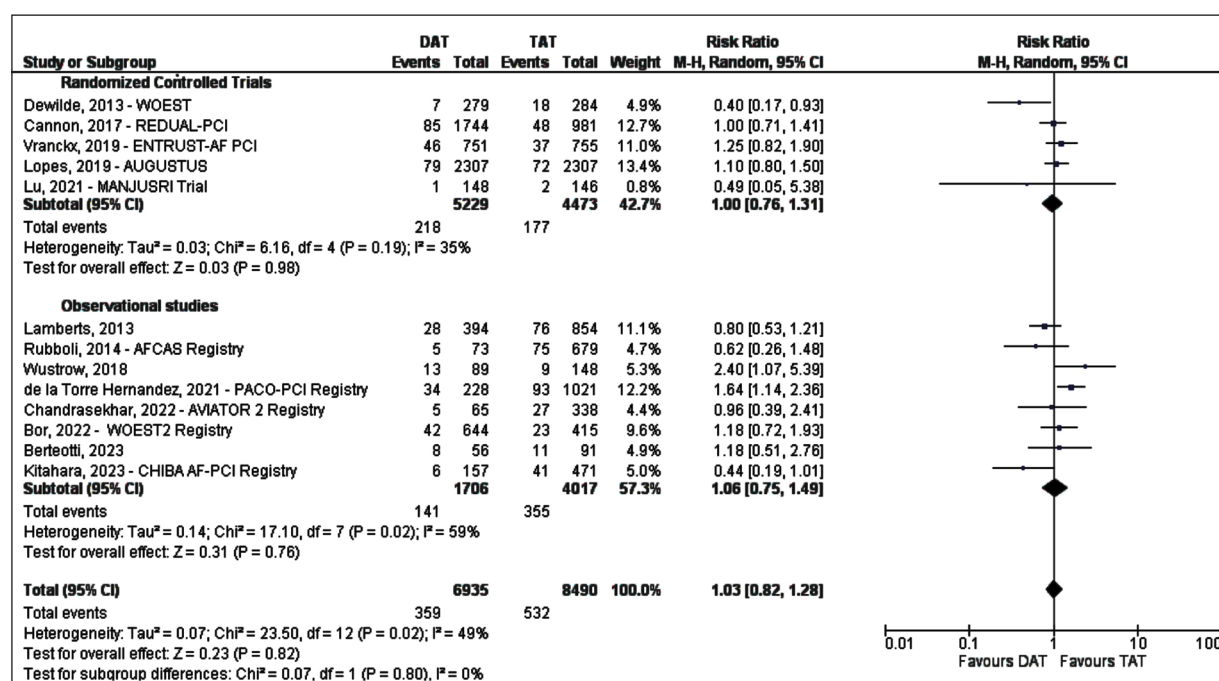 DAT TAT Risk Ratio Risk Ratio
Study or Subgroup Events Total Events Total Weight M-H, Random, 95% CI M-H, Random, 95% CI
Randomized Controlled Trials
Dewilde, 2013 - WOEST 7 279 18 284 4.9% 0.40 [0.17, 0.93]
Cannon, 2017 - REDUAL-PCI 85 1744 48 981 12.7% 1.00 [0.71, 1.41]
Vranckx, 2019 - ENTRUST-AF PCI 46 751 37 755 11.0% 1.25 [0.82, 1.90]
Lopes, 2019 - AUGUSTUS 79 2307 72 2307 13.4% 1.10 [0.80, 1.50]
Lu, 2021 - MANJUSRI Trial 1 148 2 146 0.8% 0.49 [0.05, 5.38]
Subtotal (95% CI) 5229 4473 42.7% 1.00 [0.76, 1.31]
Total events 218 177
Heterogeneity: Tau² = 0.03; Chi² = 6.16, df = 4 (P = 0.19); I² = 35%
Test for overall effect: Z = 0.03 (P = 0.98)
Observational studies
Lamberts, 2013 28 394 76 854 11.1% 0.80 [0.53, 1.21]
Rubboli, 2014 - AFCAS Registry 5 73 75 679 4.7% 0.62 [0.26, 1.48]
Wustrow, 2018 13 89 9 148 5.3% 2.40 [1.07, 5.39]
de la Torre Hernandez, 2021 - PACO-PCI Registry 34 228 93 1021 12.2% 1.64 [1.14, 2.36]
Chandrasekhar, 2022 - AVIATOR 2 Registry 5 65 27 338 4.4% 0.96 [0.39, 2.41]
Bor, 2022 - WOEST2 Registry 42 644 23 415 9.6% 1.18 [0.72, 1.93]
Berteotti, 2023 8 56 11 91 4.9% 1.18 [0.51, 2.76]
Kitahara, 2023 - CHIBA AF-PCI Registry 6 157 41 471 5.0% 0.44 [0.19, 1.01]
Subtotal (95% CI) 1706 4017 57.3% 1.06 [0.75, 1.49]
Total events 141 355
Heterogeneity: Tau² = 0.14; Chi² = 17.10, df = 7 (P = 0.02); I² = 59%
Test for overall effect: Z = 0.31 (P = 0.76)
Total (95% CI) 6935 8490 100.0% 1.03 [0.82, 1.28]
Total events 359 532
Heterogeneity: Tau² = 0.07; Chi² = 23.50, df = 12 (P = 0.02); I² = 49%
Test for overall effect: Z = 0.23 (P = 0.82)
Test for subgroup differences: Chi² = 0.07, df = 1 (P = 0.80), I² = 0%
0.01 0.1 1 10 100
Favours DAT Favours TAT